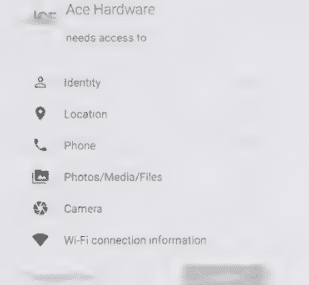 Ace Hardware
needs access to
Identity
Location
Phone
Photos/Media/Files
Camera
Wi-Fi connection information